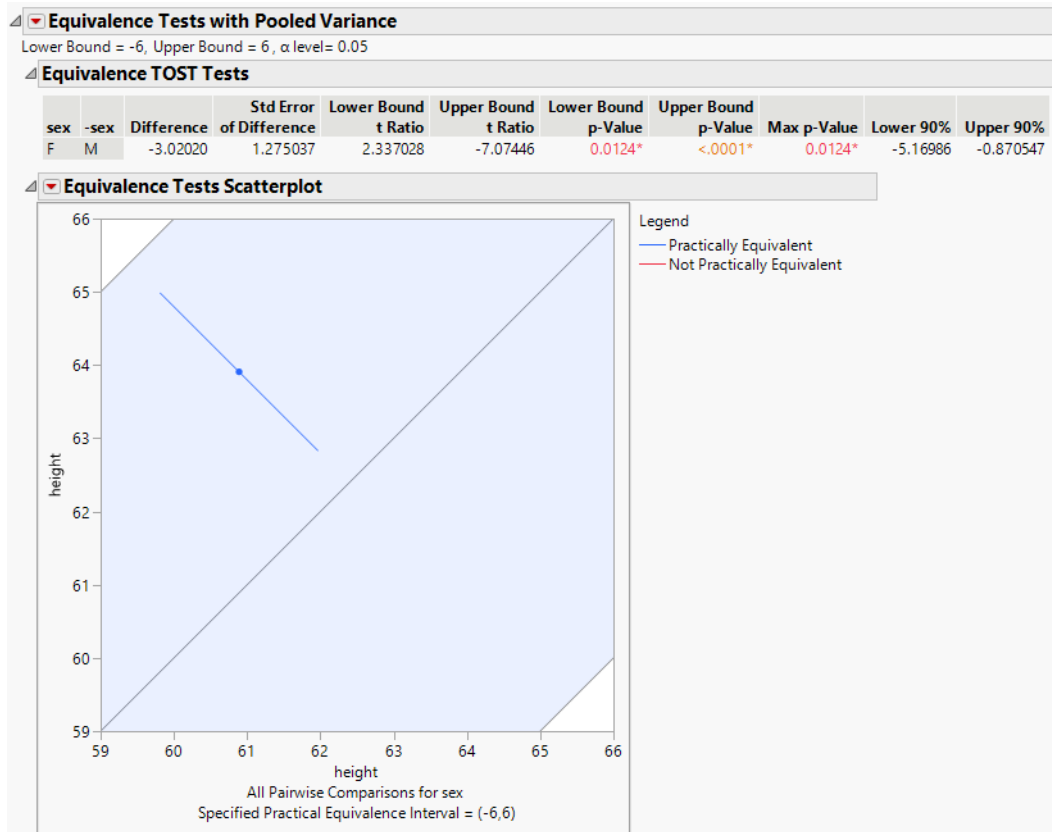 Equivalence Tests with Pooled Variance
Lower Bound = -6, Upper Bound = 6 , α level= 0.05
Equivalence TOST Tests
Std Error Lower Bound Upper Bound Lower Bound Upper Bound
sex -sex Difference of Difference t Ratio t Ratio p-Value p-Value Max p-Value Lower 90% Upper 90%
F M -3.02020 1.275037 2.337028 -7.07446 0.0124* <.0001* 0.0124* -5.16986 -0.870547
Equivalence Tests Scatterplot
Legend
Practically Equivalent
Not Practically Equivalent
66
65
64
63
62
61
60
59
height
59 60 61 62 63 64 65 66
height
All Pairwise Comparisons for sex
Specified Practical Equivalence Interval = (-6,6)